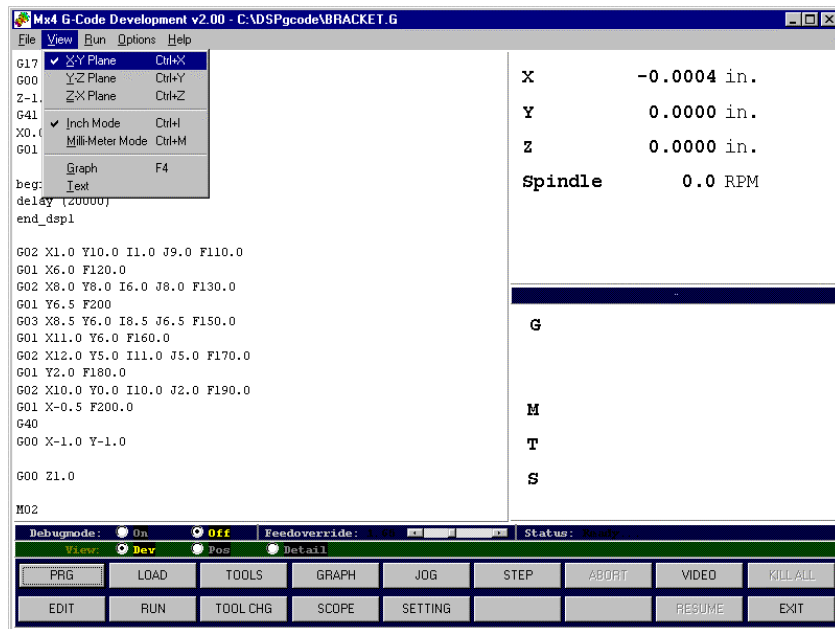 Mx4 G-Code Development v2.00 - C:\DSPgcode\BRACKET.G
File View Run Options Help
X-Y Plane Ctrl+X
Y-Z Plane Ctrl+Y
Z-X Plane Ctrl+Z
Inch Mode Ctrl+I
Milli-Meter Mode Ctrl+M
Graph F4
Text
G17
G00
Z-1.
G41
X0.
G01
begi
delay (20000)
end_dspl
G02 X1.0 Y10.0 I1.0 J9.0 F110.0
G01 X6.0 F120.0
G02 X8.0 Y8.0 I6.0 J8.0 F130.0
G01 Y6.5 F200
G03 X8.5 Y6.0 I8.5 J6.5 F150.0
G01 X11.0 Y6.0 F160.0
G02 X12.0 Y5.0 I11.0 J5.0 F170.0
G01 Y2.0 F180.0
G02 X10.0 Y0.0 I10.0 J2.0 F190.0
G01 X-0.5 F200.0
G40
G00 X-1.0 Y-1.0
G00 Z1.0
M02
X -0.0004 in.
Y 0.0000 in.
Z 0.0000 in.
Spindle 0.0 RPM
G
M
T
S
Debugmode: On Off Feedoverride: Status:
View: Dev Pos Detail
PRG LOAD TOOLS GRAPH JOG STEP ABORT VIDEO KILL ALL
EDIT RUN TOOL CHG SCOPE SETTING RESUME EXIT